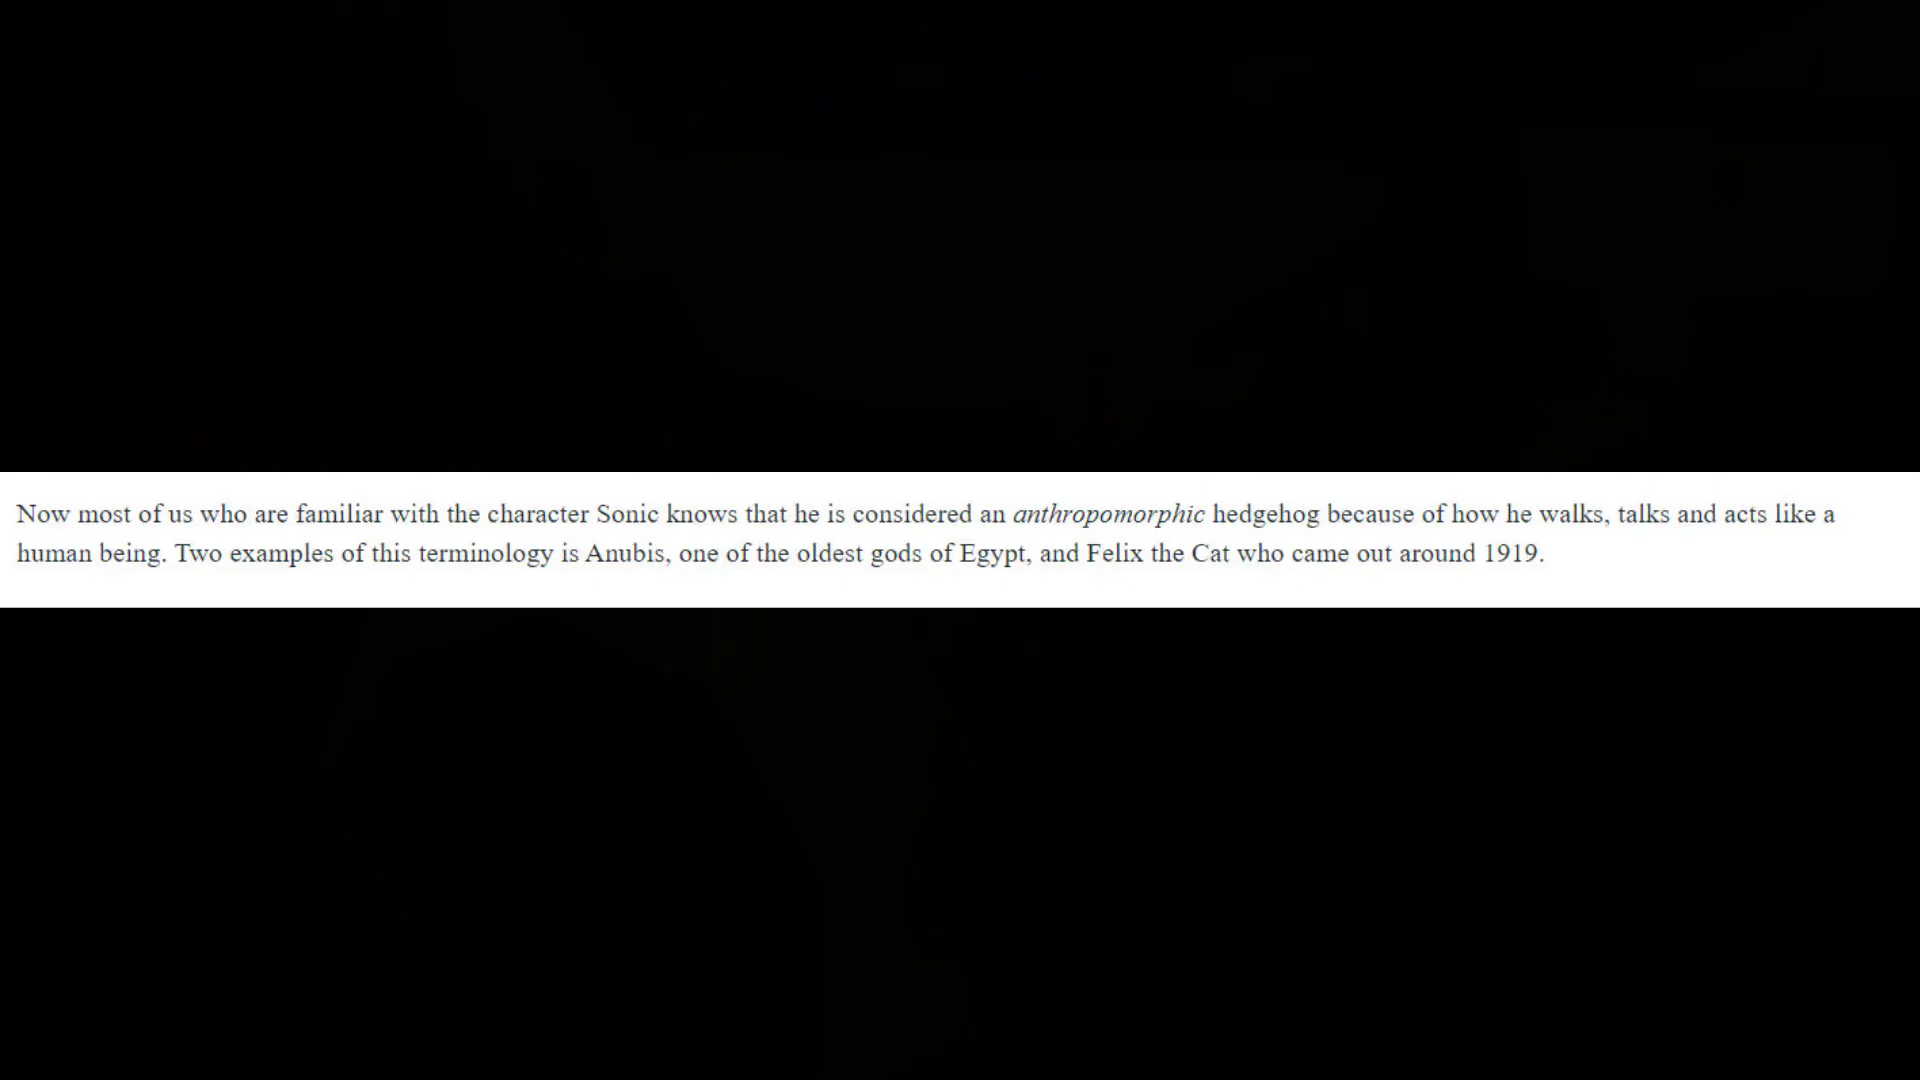 Now most of us who are familiar with the character Sonic knows that he is considered an anthropomorphic hedgehog because of how he walks, talks and acts like a
human being. Two examples of this terminology is Anubis, one of the oldest gods of Egypt, and Felix the Cat who came out around 1919.